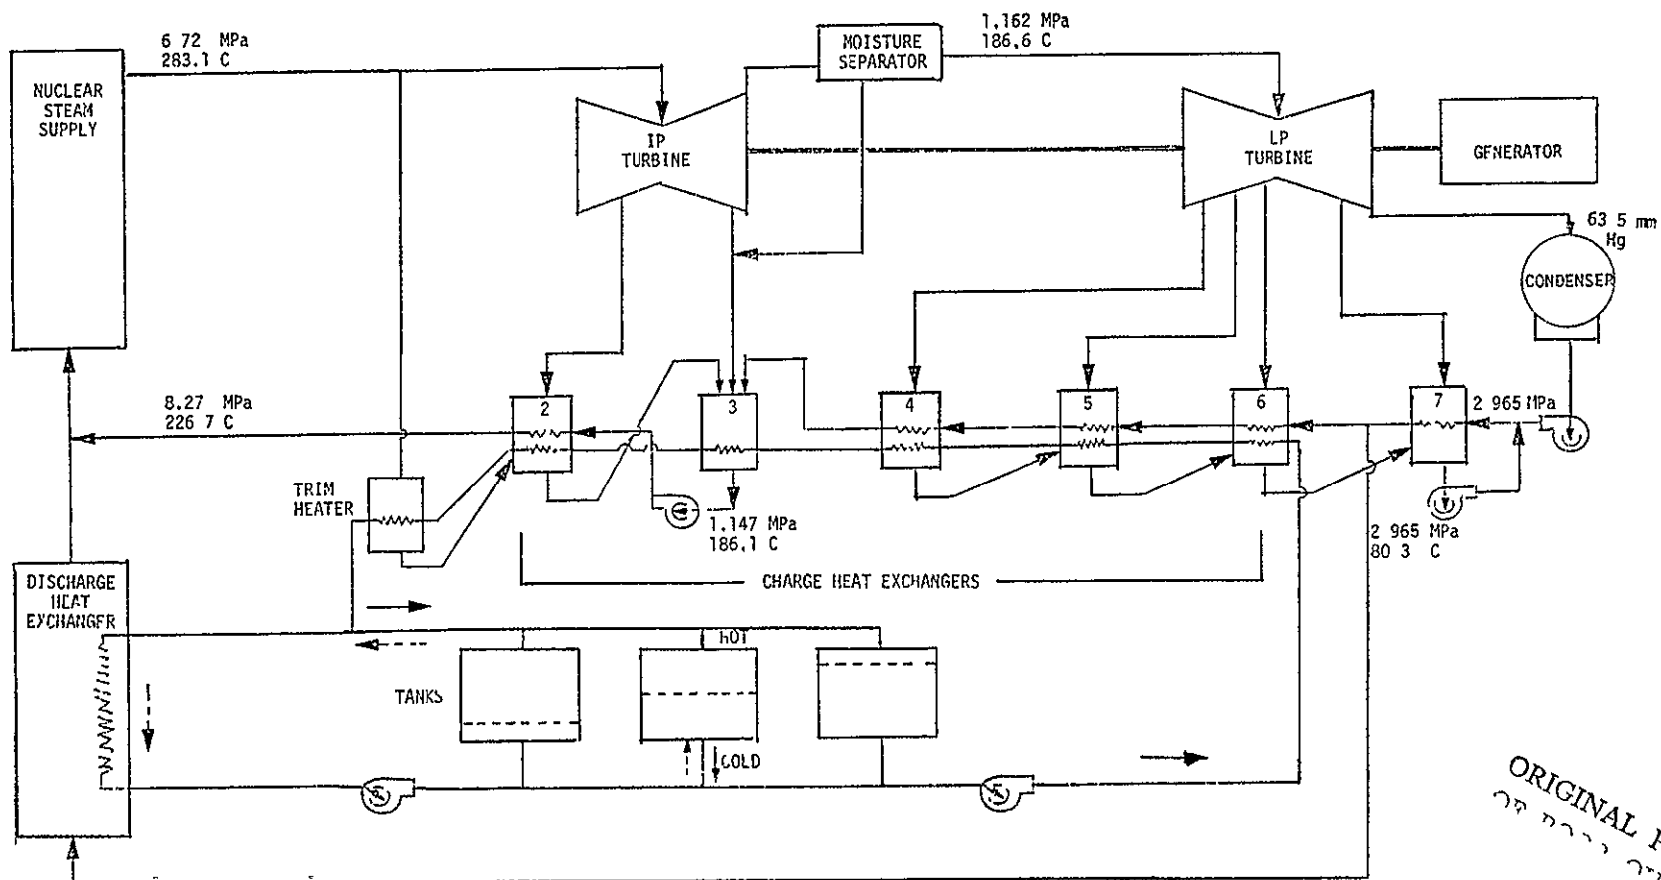 6 72 MPa
283.1 C
1.162 MPa
186.6 C
MOISTURE
SEPARATOR
NUCLEAR
STEAM
SUPPLY
IP
TURBINE
LP
TURBINE
GENERATOR
63 5 mm
Hg
CONDENSER
8.27 MPa
226 7 C
2
3
4
5
6
7
2 965 MPa
TRIM
HEATER
1.147 MPa
186.1 C
2 965 MPa
80 3 C
CHARGE HEAT EXCHANGERS
DISCHARGE
HEAT
EXCHANGER
HOT
TANKS
COLD
ORIGINAL